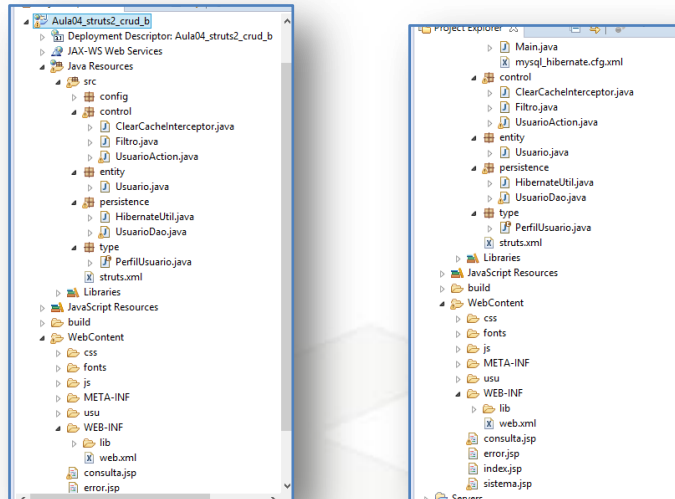 Aula04_struts2_crud_b
Deployment Descriptor: Aula04_struts2_crud_b
JAX-WS Web Services
Java Resources
src
config
control
ClearCacheInterceptor.java
Filtro.java
UsuarioAction.java
entity
Usuario.java
persistence
HibernateUtil.java
UsuarioDao.java
type
PerfilUsuario.java
struts.xml
Libraries
JavaScript Resources
build
WebContent
css
fonts
js
META-INF
usu
WEB-INF
lib
web.xml
consulta.jsp
error.jsp
Project Explorer
Main.java
mysql_hibernate.cfg.xml
control
ClearCacheInterceptor.java
Filtro.java
UsuarioAction.java
entity
Usuario.java
persistence
HibernateUtil.java
UsuarioDao.java
type
PerfilUsuario.java
struts.xml
Libraries
JavaScript Resources
build
WebContent
css
fonts
js
META-INF
usu
WEB-INF
lib
web.xml
consulta.jsp
error.jsp
index.jsp
sistema.jsp
Servers